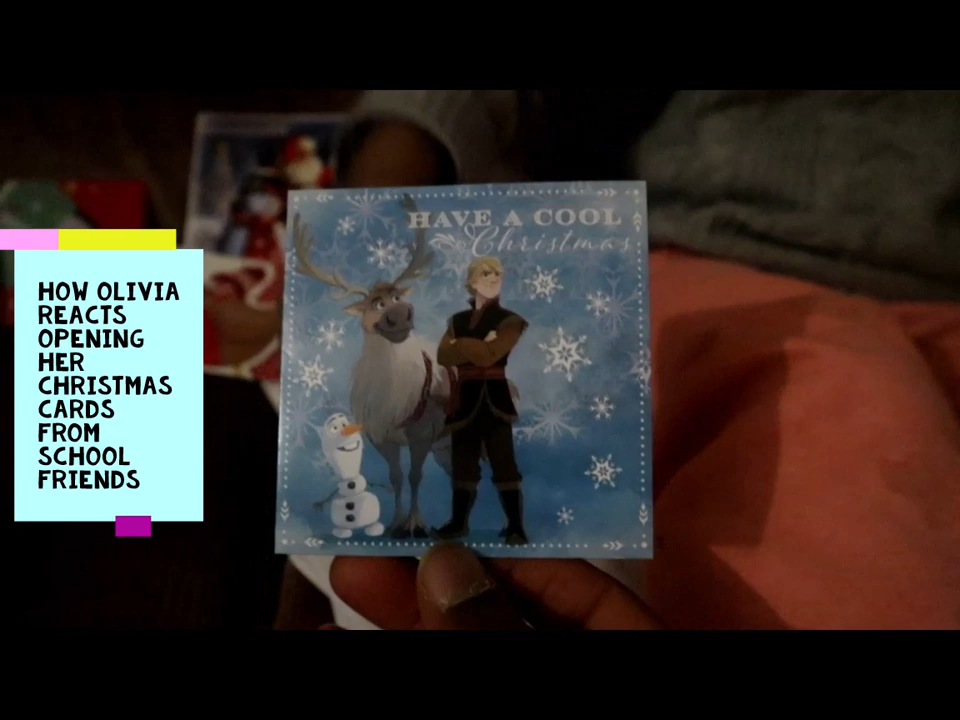 HAVE A COOL
Christmas
HOW OLIVIA
REACTS
OPENING
HER
CHRISTMAS
CARDS
FROM
SCHOOL
FRIENDS